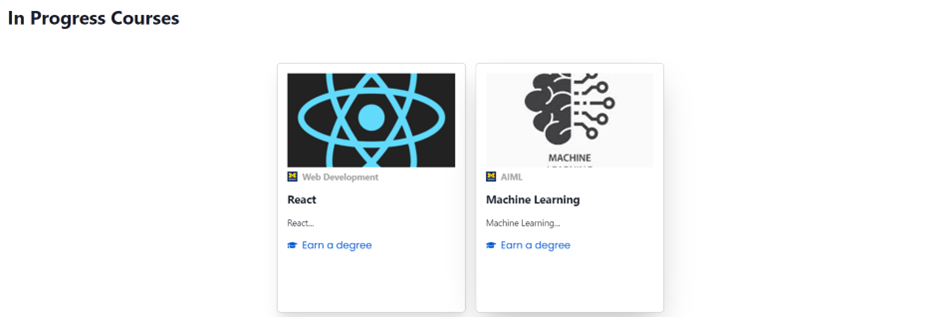 In Progress Courses
MACHINE
Web Development
React
React...
Earn a degree
AIML
Machine Learning
Machine Learning...
Earn a degree